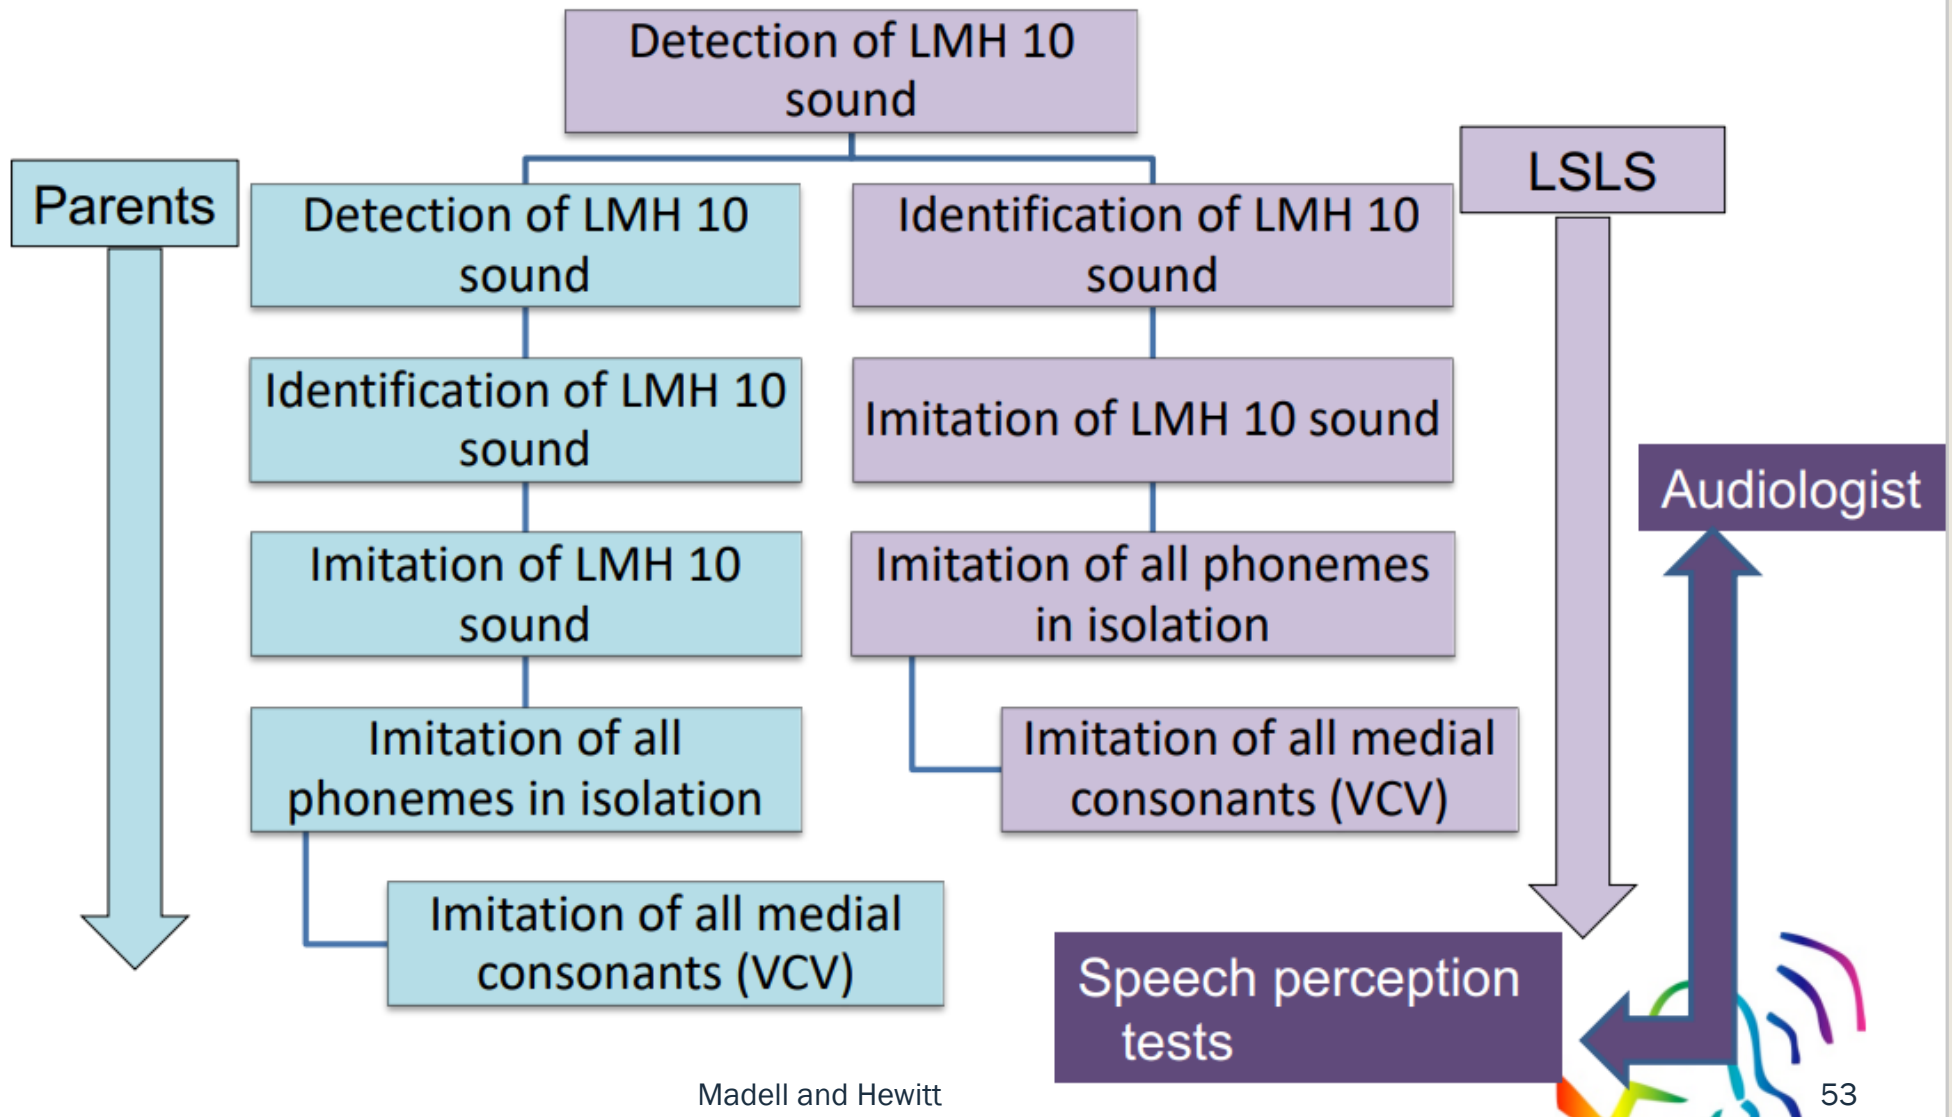 Detection of LMH 10
sound
Parents
LSLS
Detection of LMH 10
sound
Identification of LMH 10
sound
Identification of LMH 10
sound
Imitation of LMH 10 sound
Audiologist
Imitation of LMH 10
sound
Imitation of all phonemes
in isolation
Imitation of all
phonemes in isolation
Imitation of all medial
consonants (VCV)
Imitation of all medial
consonants (VCV)
Speech perception
tests
Madell and Hewitt
53